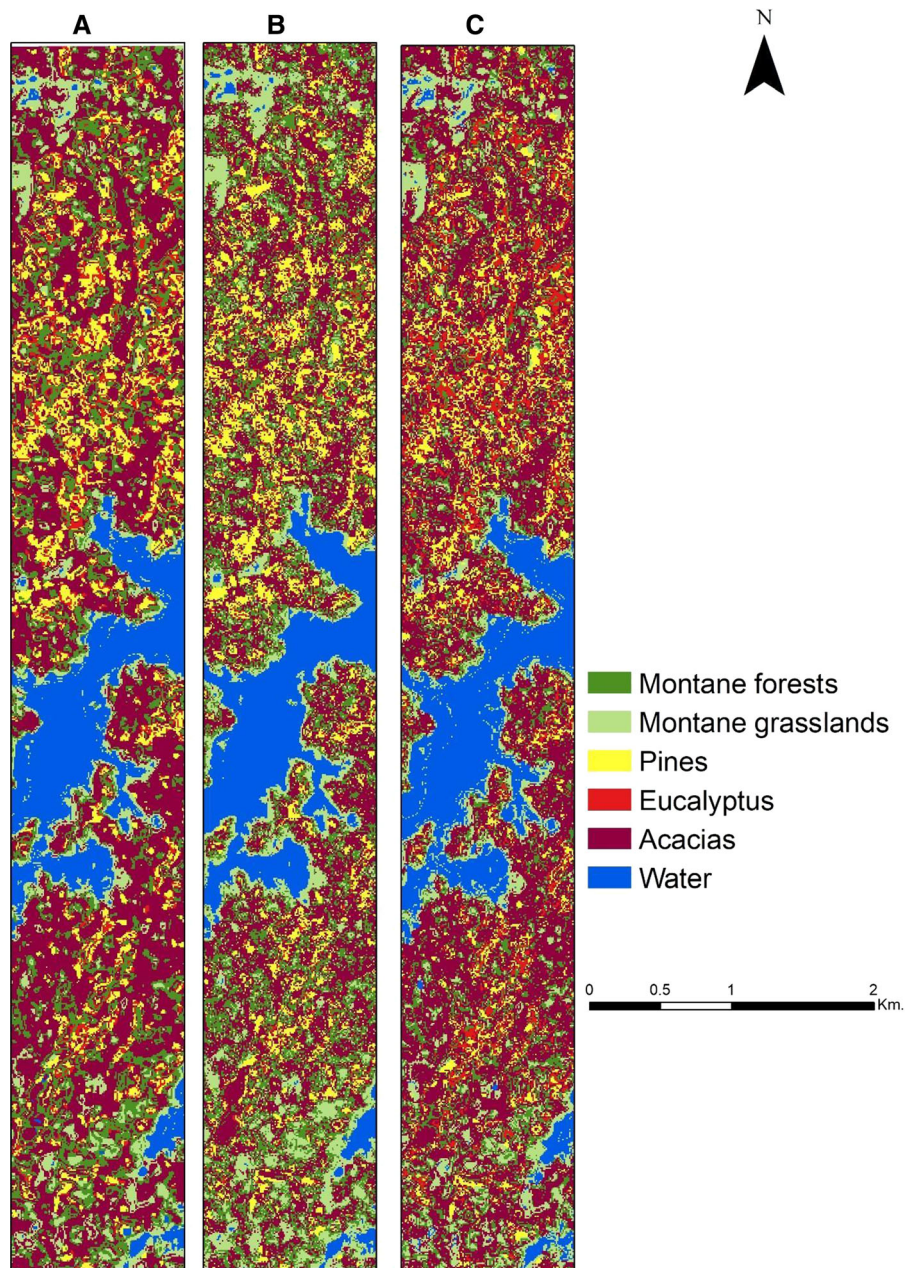 A B C
N
Montane forests
Montane grasslands
Pines
Eucalyptus
Acacias
Water
0 0.5 1 2
Km.